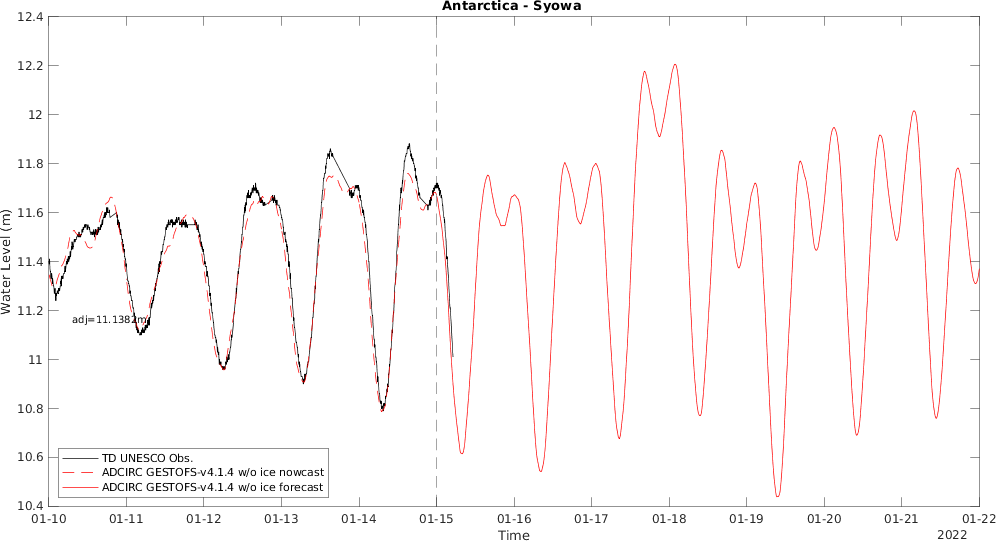 Antarctica - Syowa
Water Level (m)
12.4
12.2
12
11.8
11.6
11.4
11.2
11
10.8
10.6
10.4
adj=11.1382m
TD UNESCO Obs.
ADCIRC GESTOFS-v4.1.4 w/o ice nowcast
ADCIRC GESTOFS-v4.1.4 w/o ice forecast
01-10 01-11 01-12 01-13 01-14 01-15 01-16 01-17 01-18 01-19 01-20 01-21 01-22
Time
2022